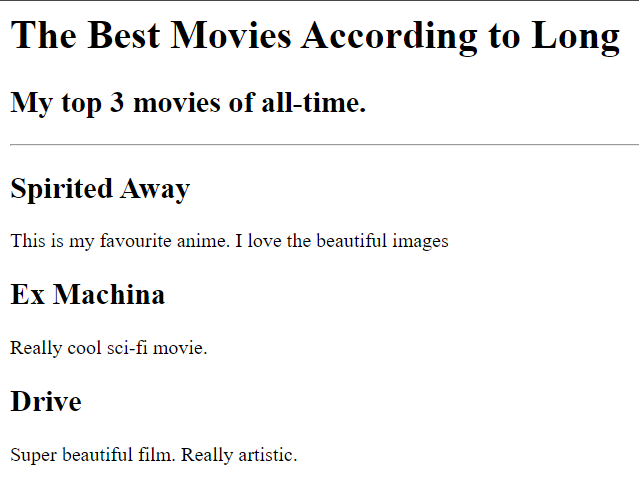 The Best Movies According to Long
My top 3 movies of all-time.
Spirited Away
This is my favourite anime. I love the beautiful images
Ex Machina
Really cool sci-fi movie.
Drive
Super beautiful film. Really artistic.